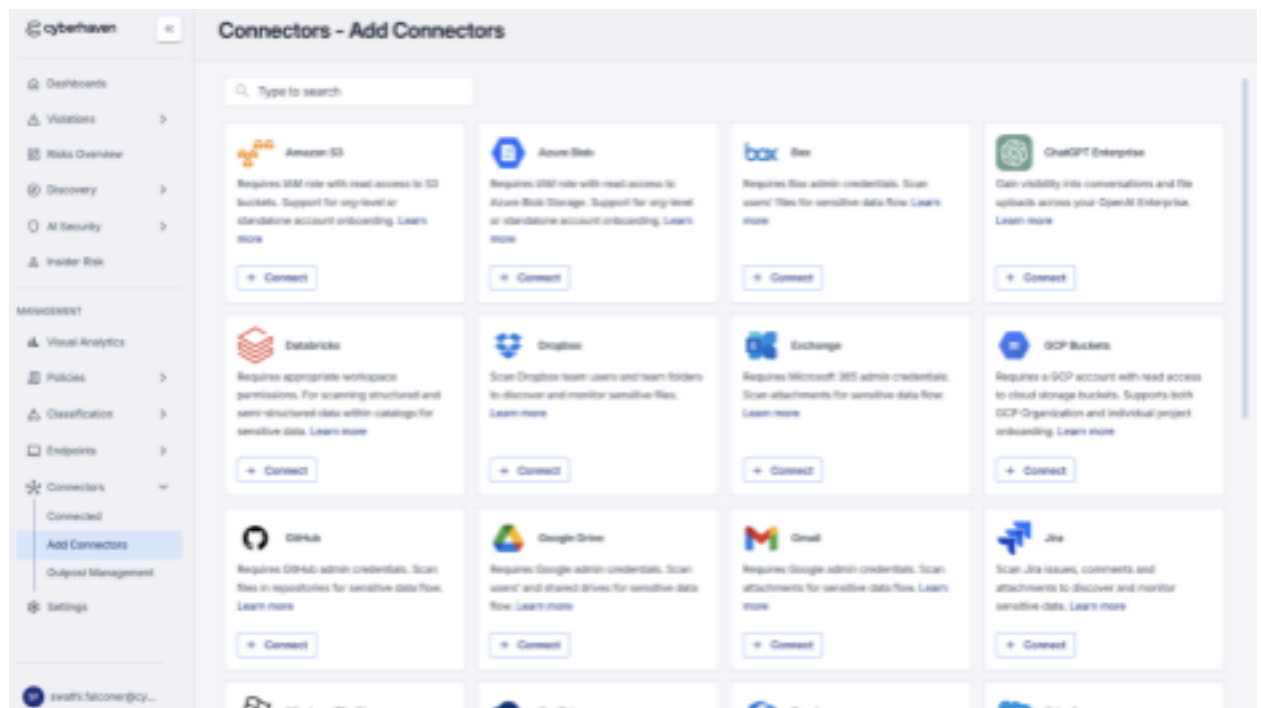 cyberhaven
«
Connectors - Add Connectors
Dashboards
Violations
Risks Overview
Discovery
AI Security
Insider Risk
MANAGEMENT
Visual Analytics
Policies
Classification
Endpoints
Connectors
Connected
Add Connectors
Outpost Management
Settings
swathi.falconer@cy...
Type to search
Amazon S3
Requires IAM role with read access to S3
buckets. Support for org-level or
standalone account onboarding. Learn
more
+ Connect
Azure Blob
Requires IAM role with read access to
Azure Blob Storage. Support for org-level
or standalone account onboarding. Learn
more
+ Connect
Box
Requires Box admin credentials. Scan
users' files for sensitive data flow. Learn
more
+ Connect
ChatGPT Enterprise
Gain visibility into conversations and file
uploads across your OpenAI Enterprise.
Learn more
+ Connect
Databricks
Requires appropriate workspace
permissions. For scanning structured and
semi-structured data within catalogs for
sensitive data. Learn more
+ Connect
Dropbox
Scan Dropbox team users and team folders
to discover and monitor sensitive files.
Learn more
+ Connect
Exchange
Requires Microsoft 365 admin credentials.
Scan attachments for sensitive data flow.
Learn more
+ Connect
GCP Buckets
Requires a GCP account with read access
to cloud storage buckets. Supports both
GCP Organization and individual project
onboarding. Learn more
+ Connect
GitHub
Requires GitHub admin credentials. Scan
files in repositories for sensitive data flow.
Learn more
+ Connect
Google Drive
Requires Google admin credentials. Scan
users' and shared drives for sensitive data
flow. Learn more
+ Connect
Gmail
Requires Google admin credentials. Scan
attachments for sensitive data flow. Learn
more
+ Connect
Jira
Scan Jira issues, comments and
attachments to discover and monitor
sensitive data. Learn more
+ Connect